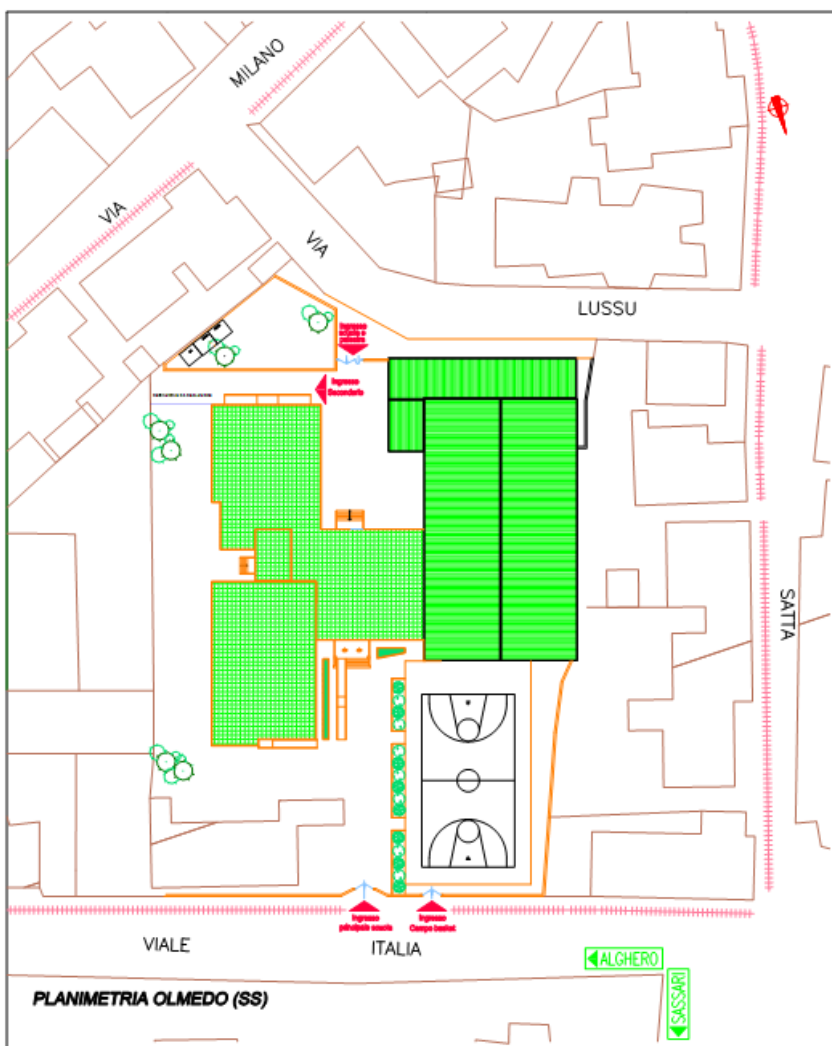 MILANO
VIA
VIA
LUSSU
Ingresso
Ingresso
Secondario
SATTA
Ingresso
principale scuola
Ingresso
Campo basket
VIALE
ITALIA
ALGHERO
SASSARI
PLANIMETRIA OLMEDO (SS)